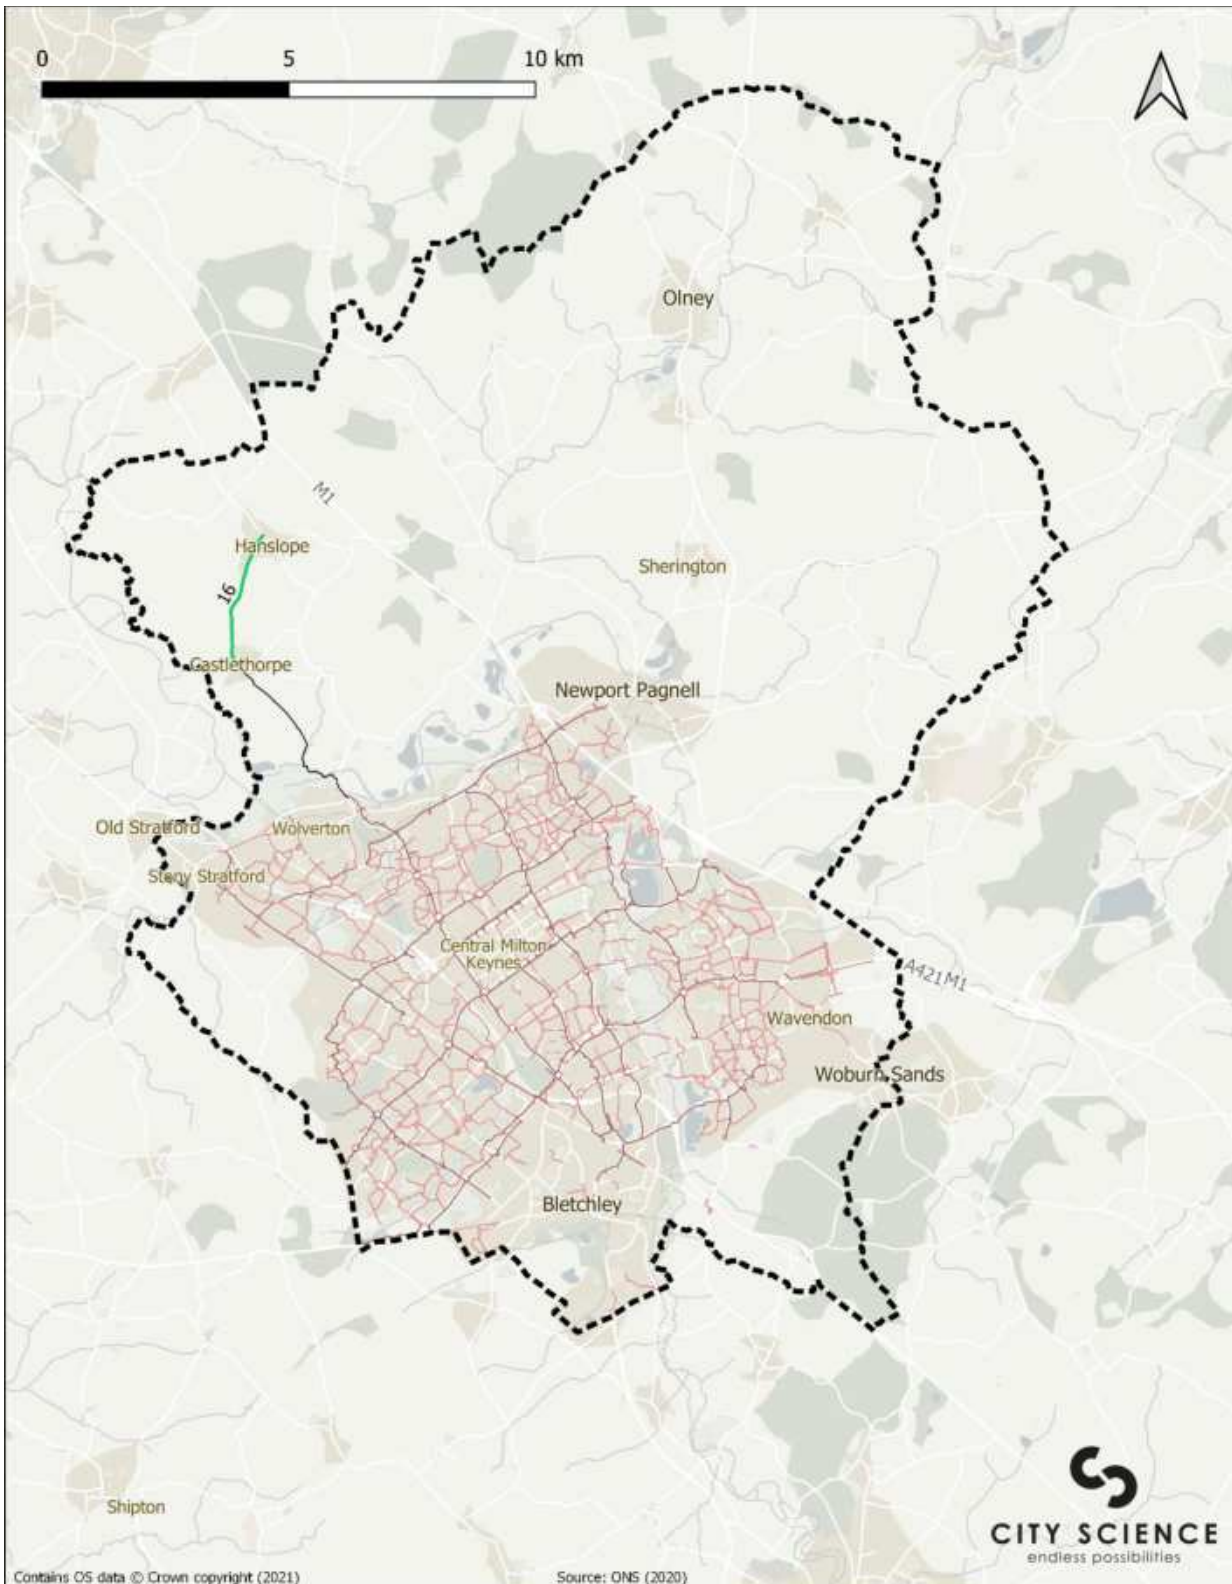 0 5 10 km
Olney
M1
Hanslope
Sherington
16
Castlethorpe
Newport Pagnell
Old Stratford
Wolverton
Stony Stratford
Central Milton
Keynes
A421
M1
Wavendon
Woburn Sands
Bletchley
Shipton
CITY SCIENCE
endless possibilities
Contains OS data © Crown copyright (2021)
Source: ONS (2020)